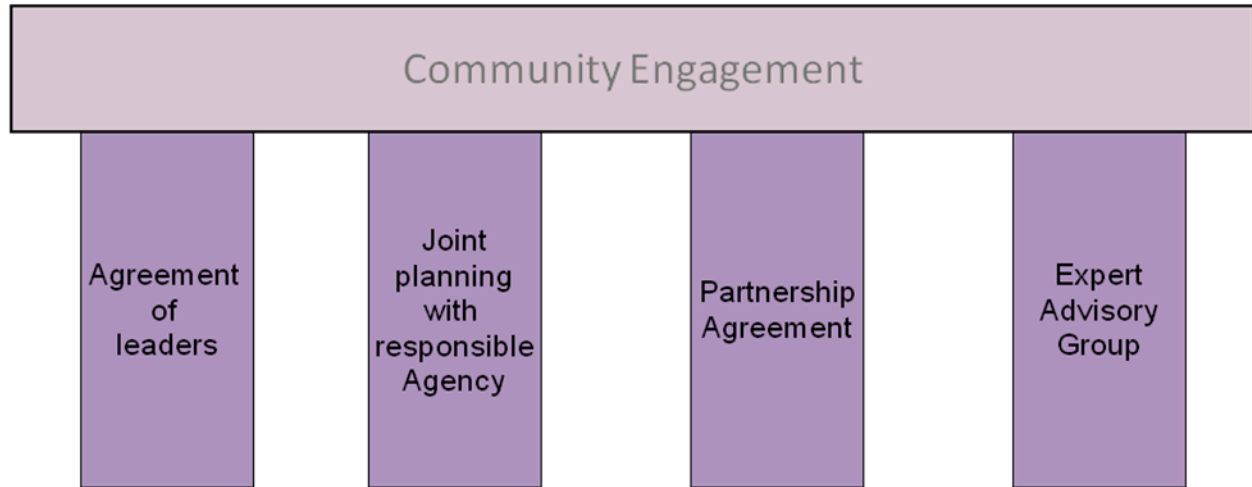 Community Engagement
Agreement
of
leaders
Joint
planning
with
responsible
Agency
Partnership
Agreement
Expert
Advisory
Group